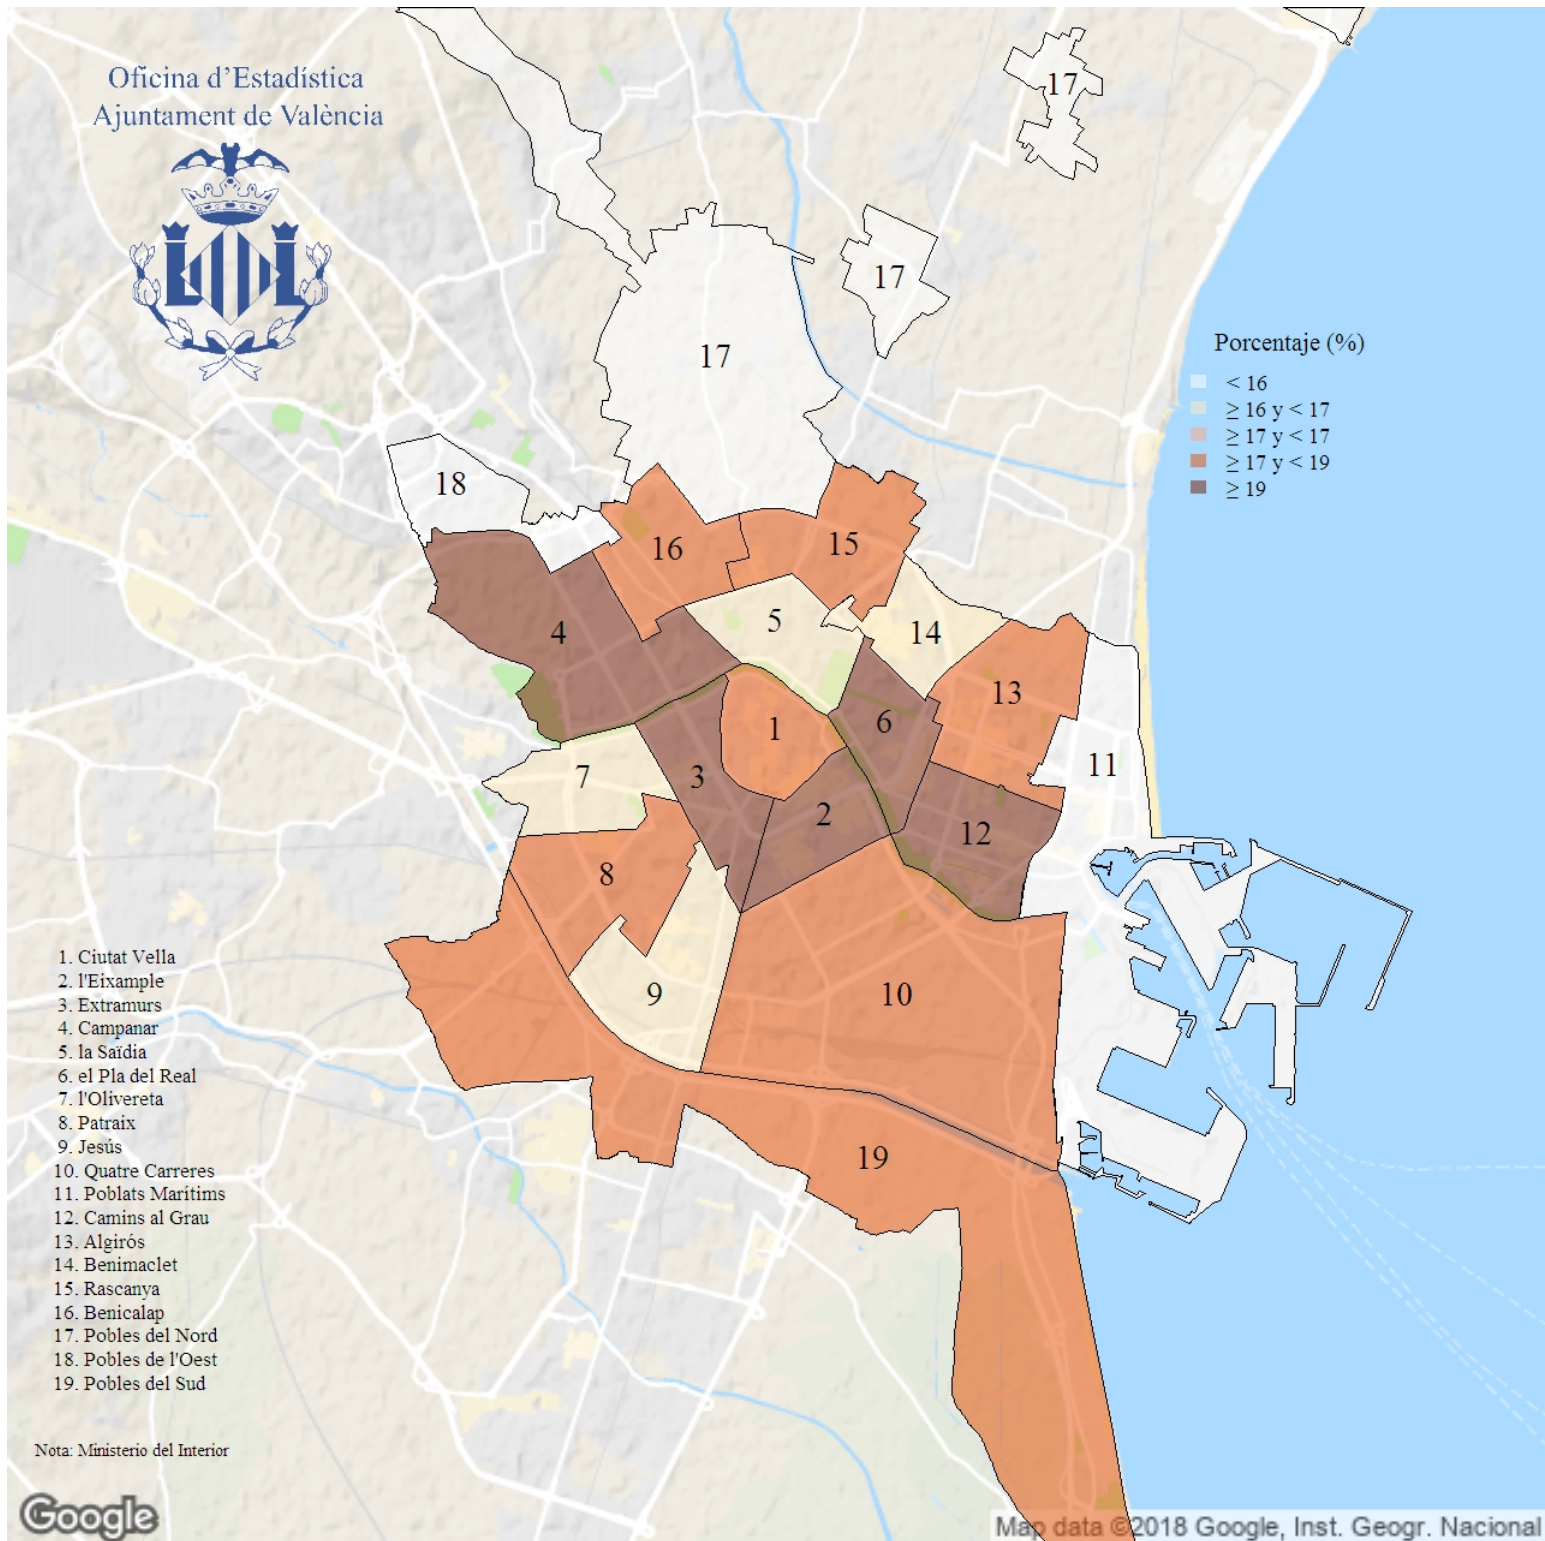 Oficina d'Estadística
Ajuntament de València
17
17
17
18
16
15
5
14
4
13
6
1
11
7
3
2
12
8
9
10
19
Porcentaje (%)
< 16
≥ 16 y < 17
≥ 17 y < 17
≥ 17 y < 19
≥ 19
1. Ciutat Vella
2. l'Eixample
3. Extramurs
4. Campanar
5. la Saïdia
6. el Pla del Real
7. l'Olivereta
8. Patraix
9. Jesús
10. Quatre Carreres
11. Poblats Marítims
12. Camins al Grau
13. Algirós
14. Benimaclet
15. Rascanya
16. Benicalap
17. Pobles del Nord
18. Pobles de l'Oest
19. Pobles del Sud
Nota: Ministerio del Interior
Google
Map data ©2018 Google, Inst. Geogr. Nacional